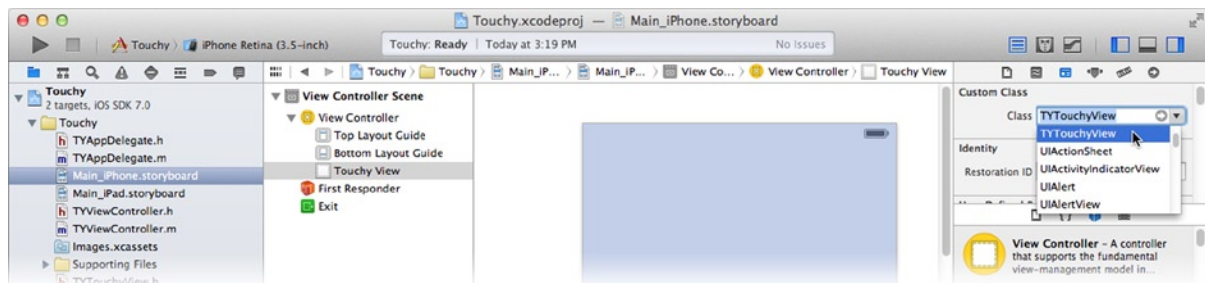 Touchy.xcodeproj — Main_iPhone.storyboard
Touchy
iPhone Retina (3.5-inch)
Touchy: Ready | Today at 3:19 PM
No Issues
Touchy
Touchy
Main_iP...
Main_iP...
View Co...
View Controller
Touchy View
Touchy
2 targets, iOS SDK 7.0
Touchy
h TYAppDelegate.h
m TYAppDelegate.m
Main_iPhone.storyboard
Main_iPad.storyboard
h TYViewController.h
m TYViewController.m
Images.xcassets
Supporting Files
h TYTouchyView.h
View Controller Scene
View Controller
Top Layout Guide
Bottom Layout Guide
Touchy View
First Responder
Exit
Custom Class
Class TYTouchyView
TYTouchyView
UIActionSheet
UIActivityIndicatorView
UIAlert
UIAlertView
Identity
Restoration ID
View Controller - A controller
that supports the fundamental
view-management model in...